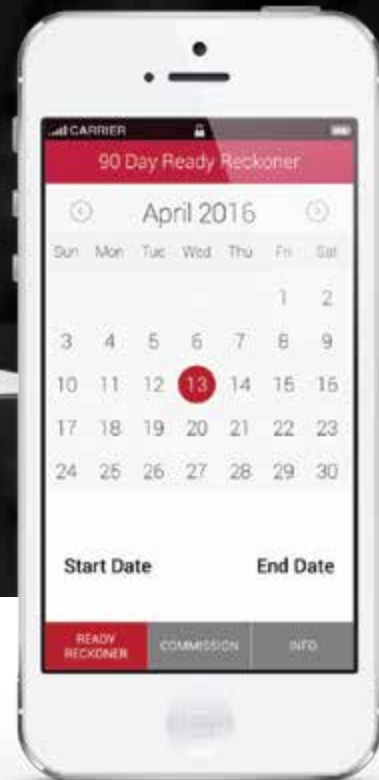 CARRIER
90 Day Ready Reckoner
April 2016
Sun Mon Tue Wed Thu Fri Sat
1 2
3 4 5 6 7 8 9
10 11 12 13 14 15 16
17 18 19 20 21 22 23
24 25 26 27 28 29 30
Start Date End Date
READY RECKONER COMMISSION INFO